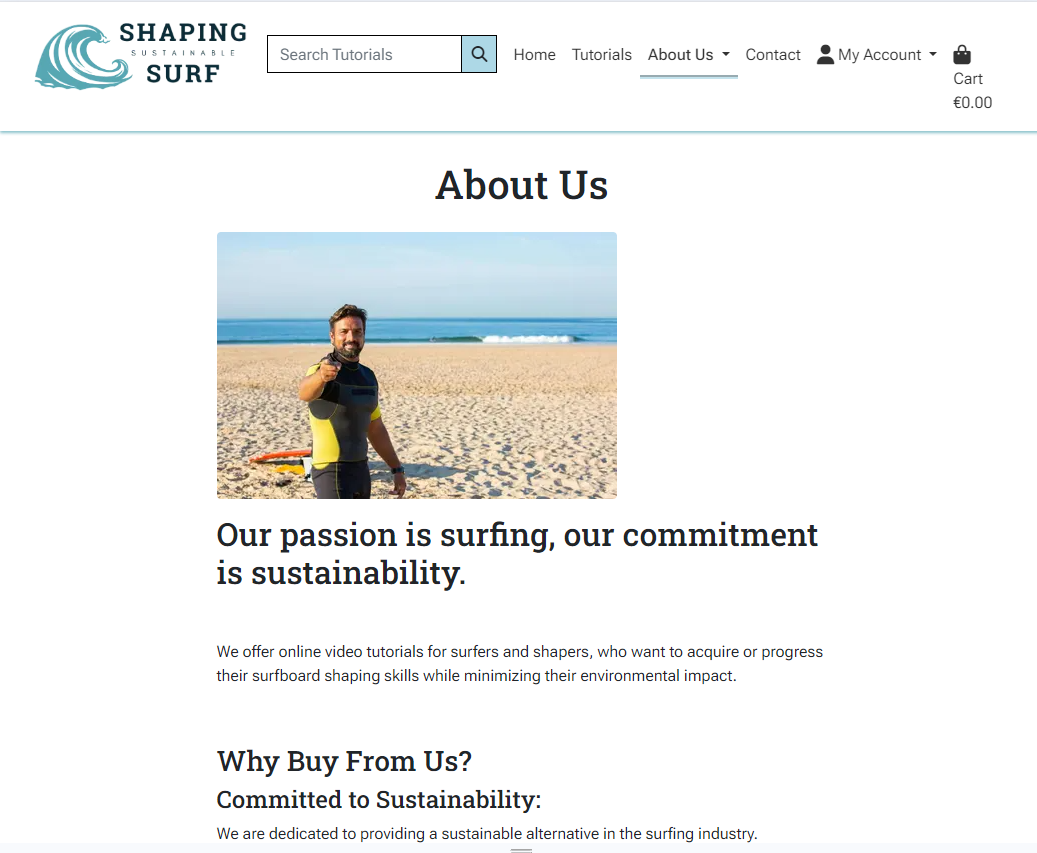 SHAPING
SUSTAINABLE
SURF
Search Tutorials
Home Tutorials About Us Contact My Account
Cart
€0.00
About Us
Our passion is surfing, our commitment
is sustainability.
We offer online video tutorials for surfers and shapers, who want to acquire or progress
their surfboard shaping skills while minimizing their environmental impact.
Why Buy From Us?
Committed to Sustainability:
We are dedicated to providing a sustainable alternative in the surfing industry.